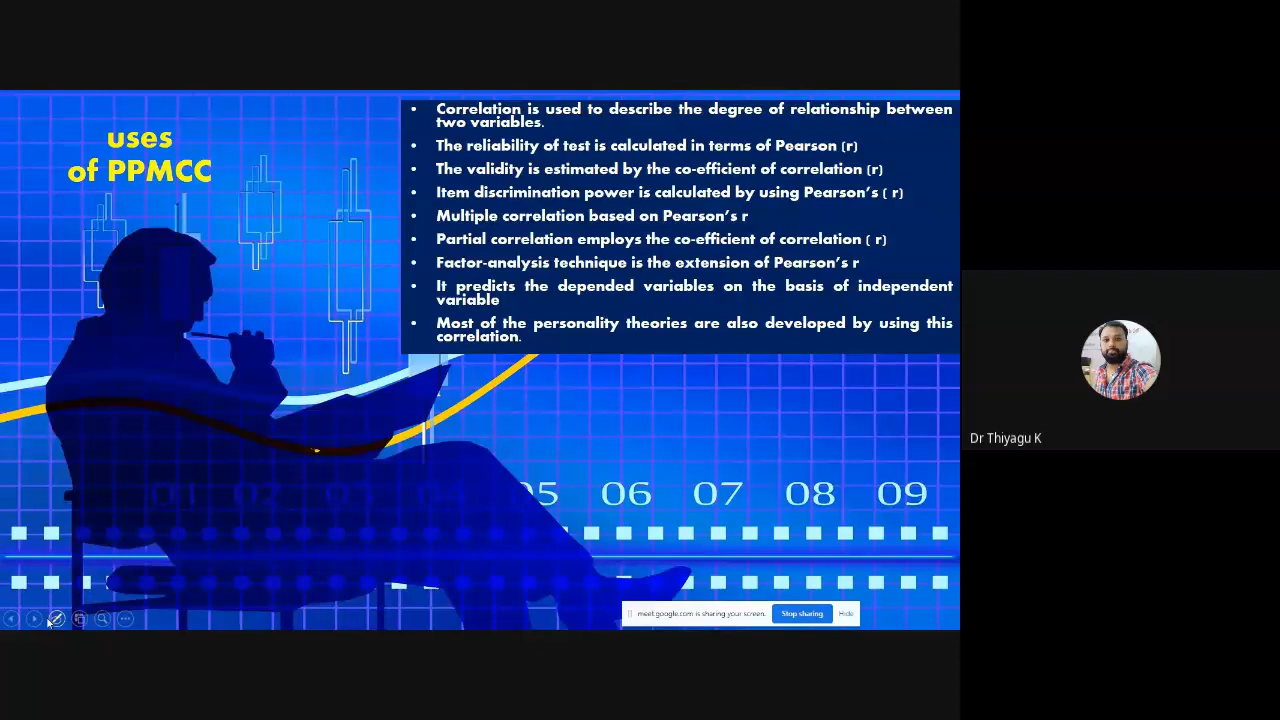 uses
of PPMCC
• Correlation is used to describe the degree of relationship between
two variables.
• The reliability of test is calculated in terms of Pearson (r)
• The validity is estimated by the co-efficient of correlation (r)
• Item discrimination power is calculated by using Pearson's ( r)
• Multiple correlation based on Pearson's r
• Partial correlation employs the co-efficient of correlation ( r)
• Factor-analysis technique is the extension of Pearson's r
• It predicts the depended variables on the basis of independent
variable
• Most of the personality theories are also developed by using this
correlation.
01 02 03 04 05 06 07 08 09
meet.google.com is sharing your screen. Stop sharing Hide
Dr Thiyagu K